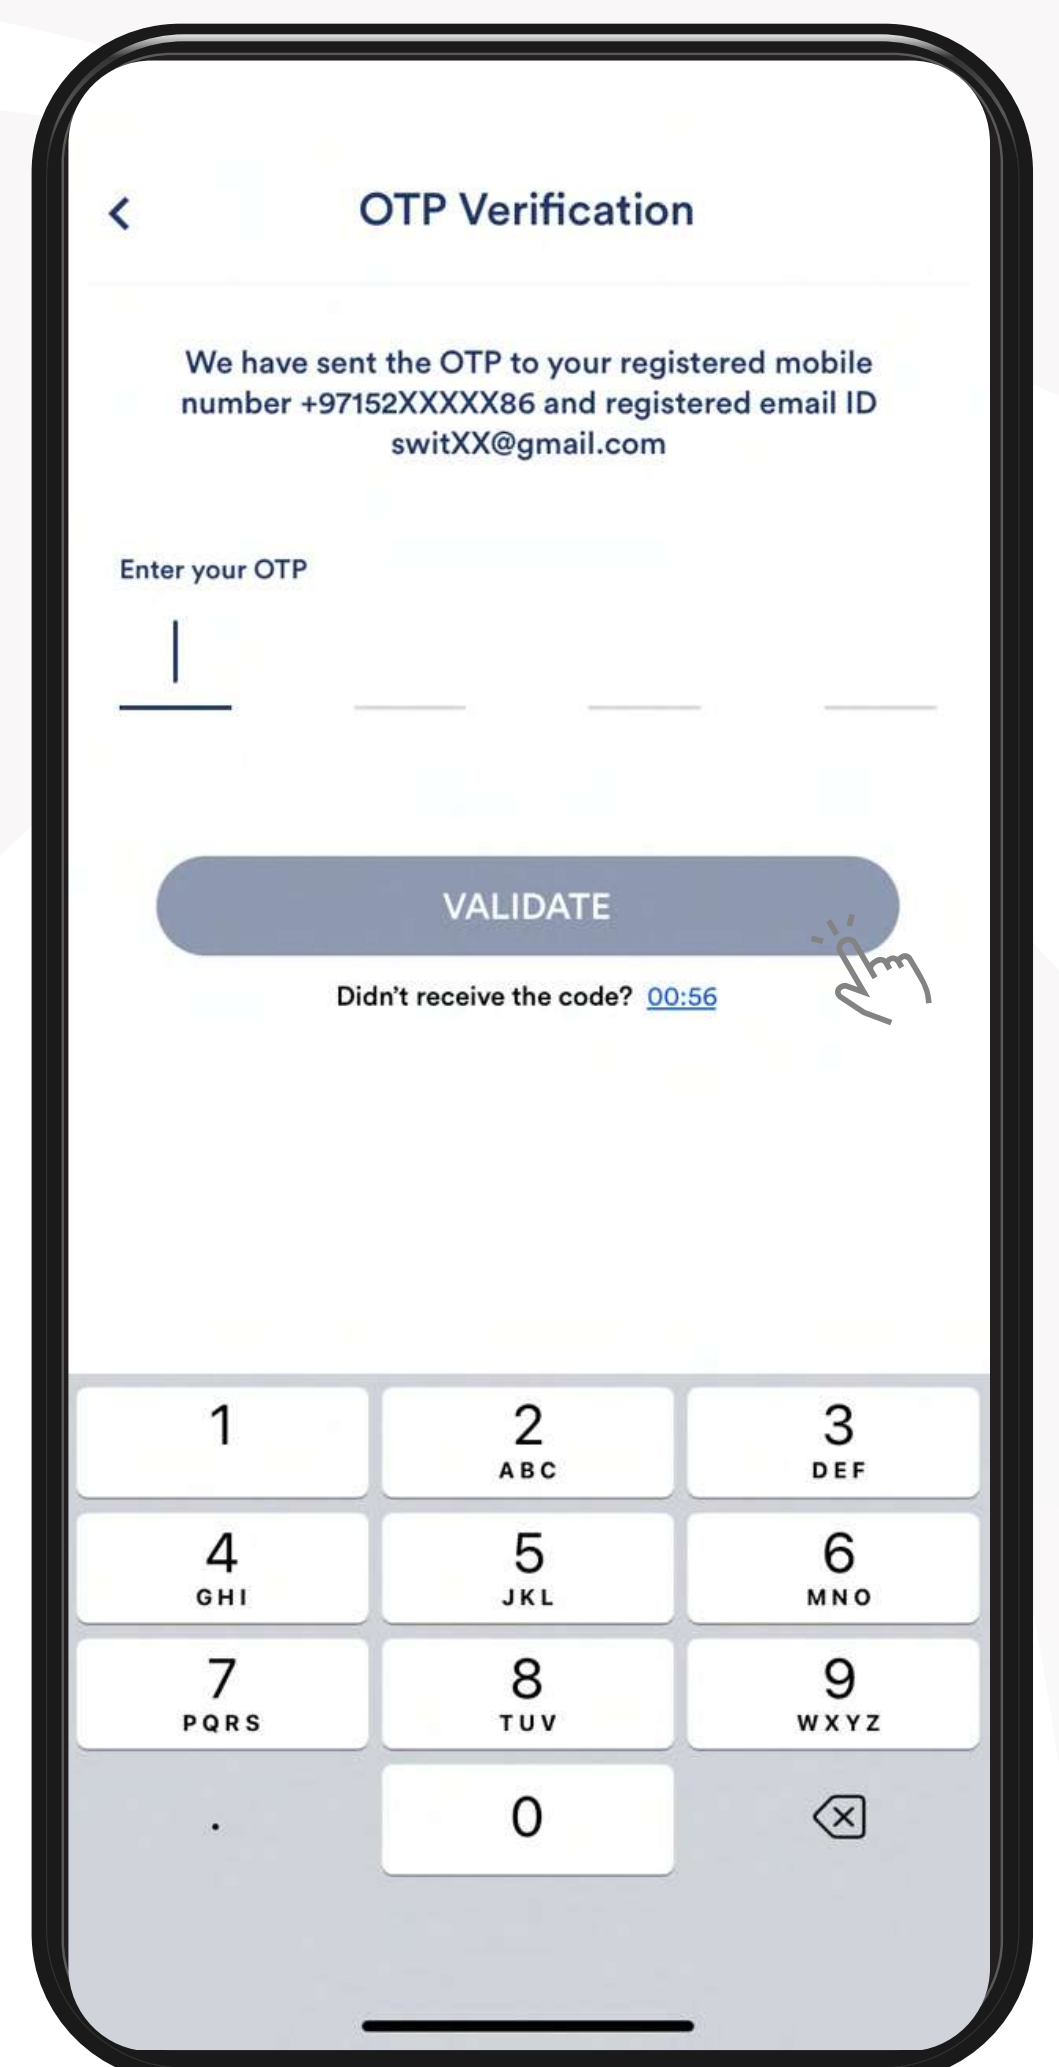 OTP Verification
We have sent the OTP to your registered mobile
number +97152XXXXX86 and registered email ID
switXX@gmail.com
Enter your OTP
VALIDATE
Didn't receive the code? 00:56
1
2
ABC
3
DEF
4
GHI
5
JKL
6
MNO
7
PQRS
8
TUV
9
WXYZ
.
0